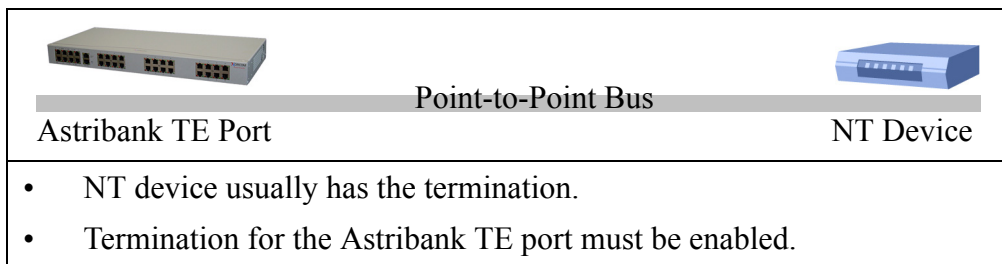 Point-to-Point Bus
Astribank TE Port NT Device
• NT device usually has the termination.
• Termination for the Astribank TE port must be enabled.